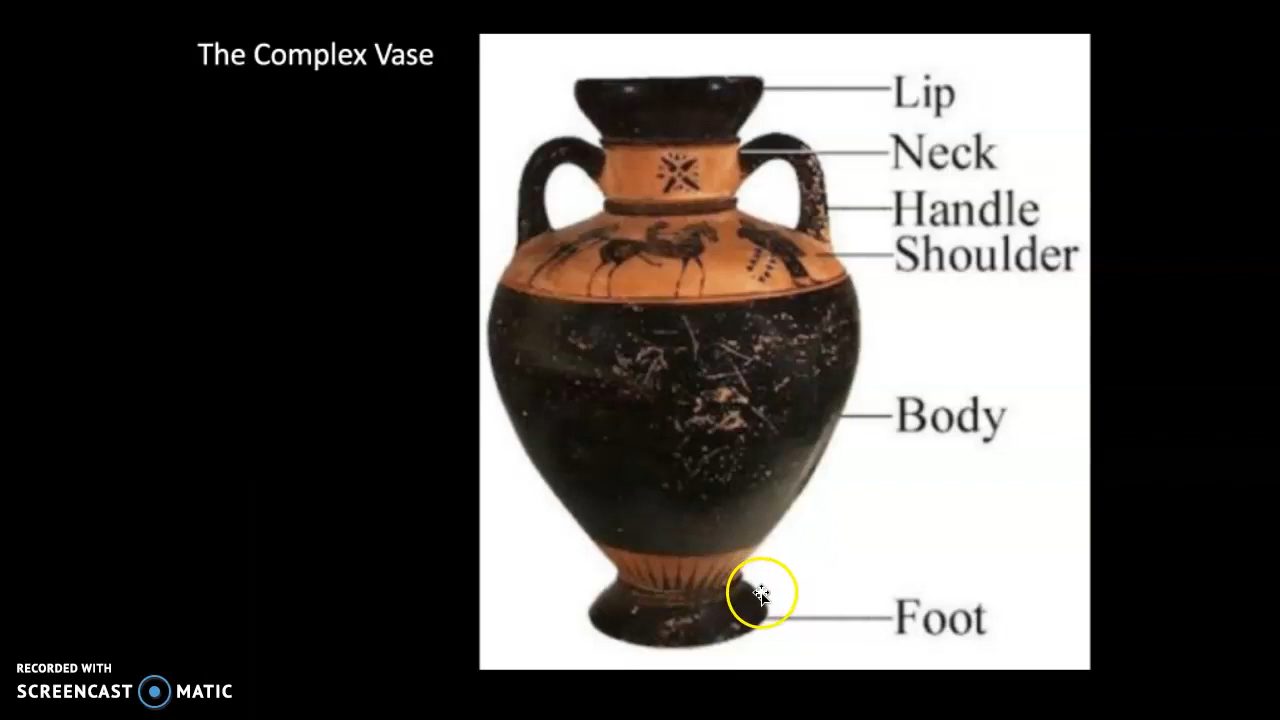 The Complex Vase
Lip
Neck
Handle
Shoulder
Body
Foot
RECORDED WITH
SCREENCAST MATIC